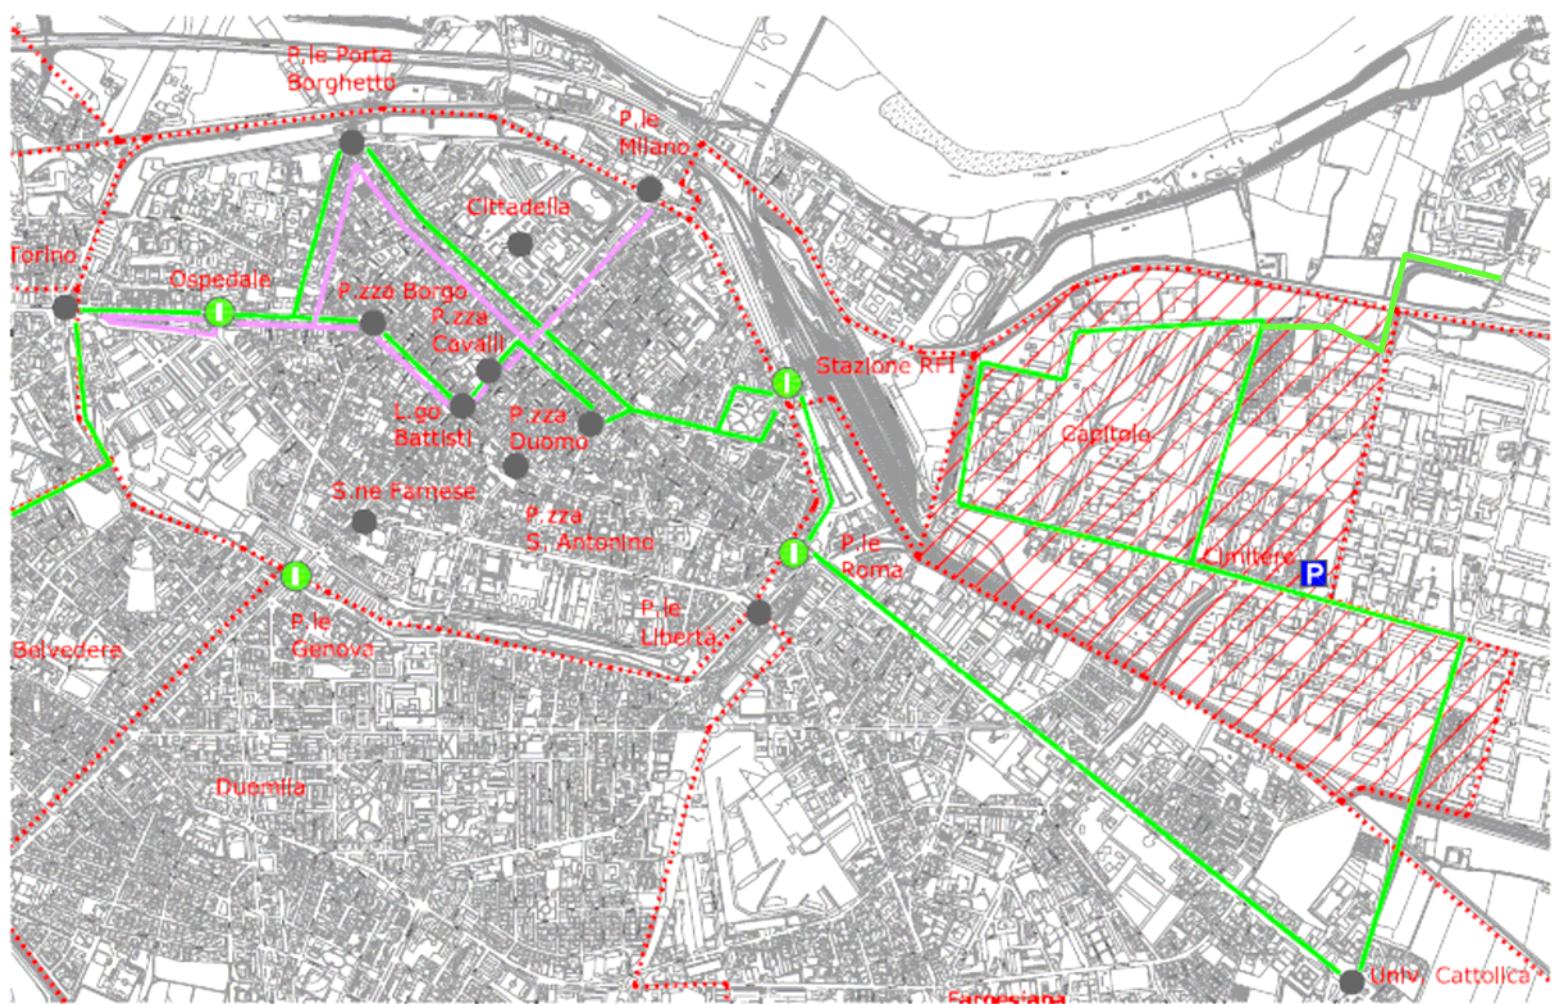 P.le Porta
Borghetto
P.le
Milano
Cittadella
Torino
Ospedale
P.zza Borgo
P.zza
Cavalli
Stazione RFI
L.go
Battisti
P.zza
Duomo
Capitolo
S.ne Farnese
P.zza
S. Antonino
P.le
Roma
Cimitero
P
P.le
Libertà
P.le
Genova
Belvedere
Duemila
Univ. Cattolica
Farnesiana